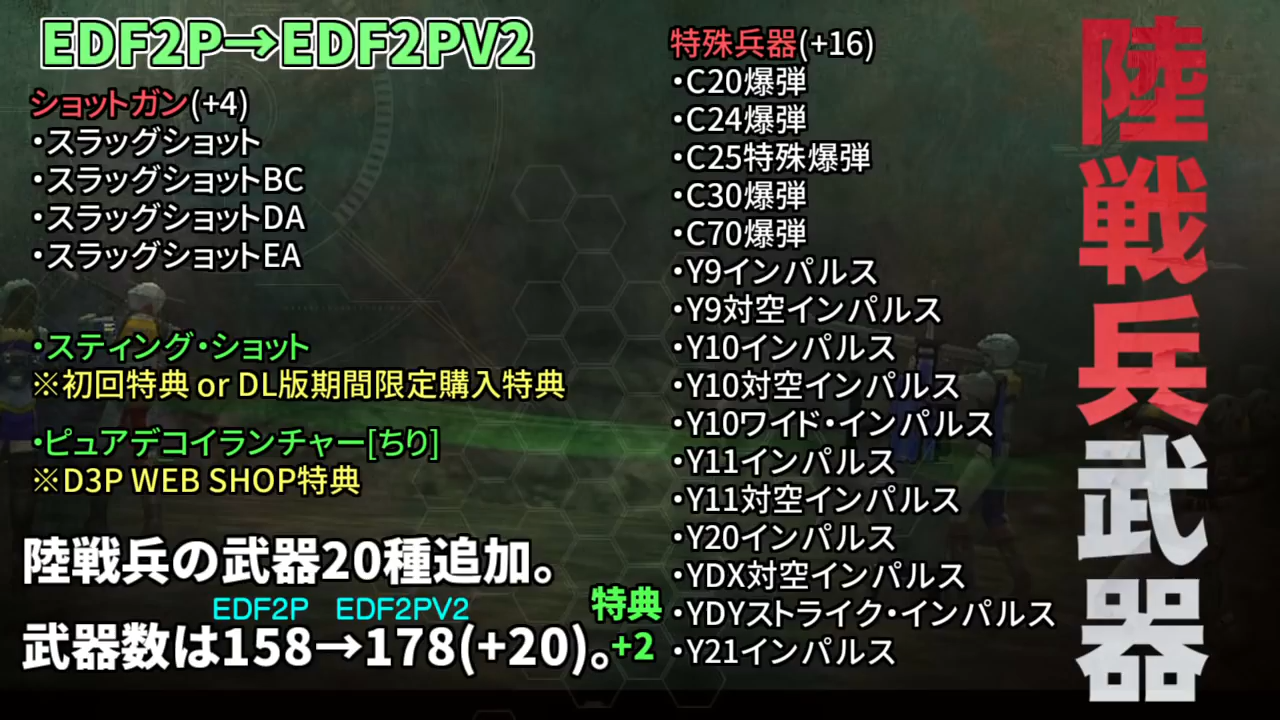 EDF2P→EDF2PV2
ショットガン(+4)
・スラッグショット
・スラッグショットBC
・スラッグショットDA
・スラッグショットEA
・スティング・ショット
※初回特典 or DL版期間限定購入特典
・ピュアデコイランチャー[ちり]
※D3P WEB SHOP特典
陸戦兵の武器20種追加。
EDF2P EDF2PV2
武器数は158→178(+20)。
特典
+2
特殊兵器(+16)
・C20爆弾
・C24爆弾
・C25特殊爆弾
・C30爆弾
・C70爆弾
・Y9インパルス
・Y9対空インパルス
・Y10インパルス
・Y10対空インパルス
・Y10ワイド・インパルス
・Y11インパルス
・Y11対空インパルス
・Y20インパルス
・YDX対空インパルス
・YDYストライク・インパルス
・Y21インパルス
陸戦兵武器